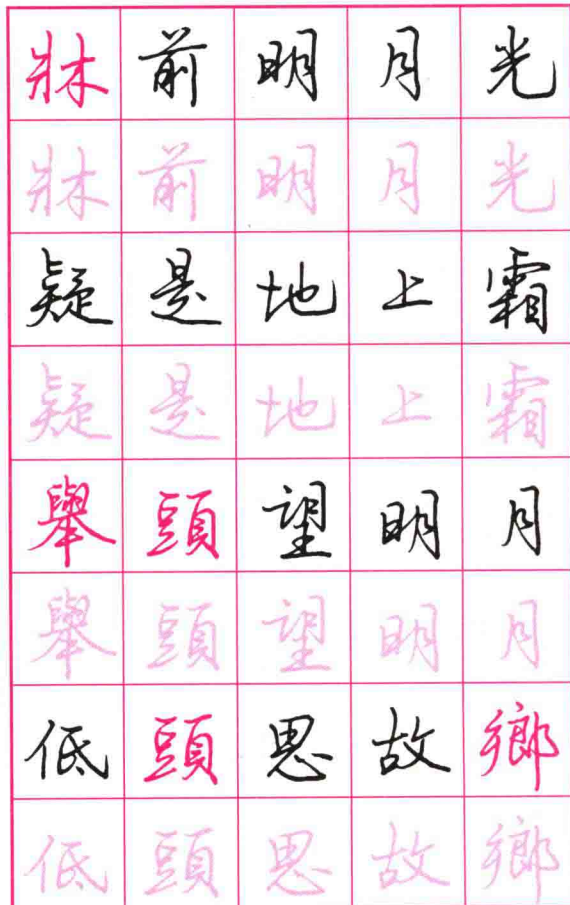 牀前明月光
牀前明月光
疑是地上霜
疑是地上霜
舉頭望明月
舉頭望明月
低頭思故鄉
低頭思故鄉